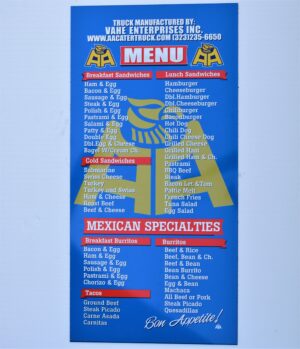 TRUCK MANUFACTURED BY:
VAHE ENTERPRISES INC.
WWW.AACATERTRUCK.COM (323)235-6650
AA
MENU
AA
Breakfast Sandwiches
Ham & Egg
Bacon & Egg
Sausage & Egg
Steak & Egg
Polish & Egg
Pastrami & Egg
Salami & Egg
Patty & Egg
Double Egg
Dbl.Egg & Cheese
Bagel W/Cream Ch.
Cold Sandwiches
Submarine
Swiss Cheese
Turkey
Turkey and Swiss
Ham & Cheese
Roast Beef
Beef & Cheese
Lunch Sandwiches
Hamburger
Cheeseburger
Dbl.Hamburger
Dbl Cheeseburger
Chiliburger
Baconburger
Hot Dog
Chili Dog
Chili Cheese Dog
Grilled Cheese
Grilled Ham
Grilled Ham & Ch.
Pastrami
BBQ Beef
Steak
Bacon Let & Tom
Pattie Melt
French Fries
Tuna Salad
Egg Salad
AA
MEXICAN SPECIALTIES
Breakfast Burritos
Bacon & Egg
Ham & Egg
Sausage & Egg
Polish & Egg
Pastrami & Egg
Chorizo & Egg
Tacos
Ground Beef
Steak Picado
Carne Asada
Carnitas
Burritos
Beef & Rice
Beef, Bean & Ch.
Beef & Bean
Bean Burrito
Bean & Cheese
Egg & Bean
Machaca
All Beef or Pork
Steak Picado
Quesadillas
Bon Appetite!